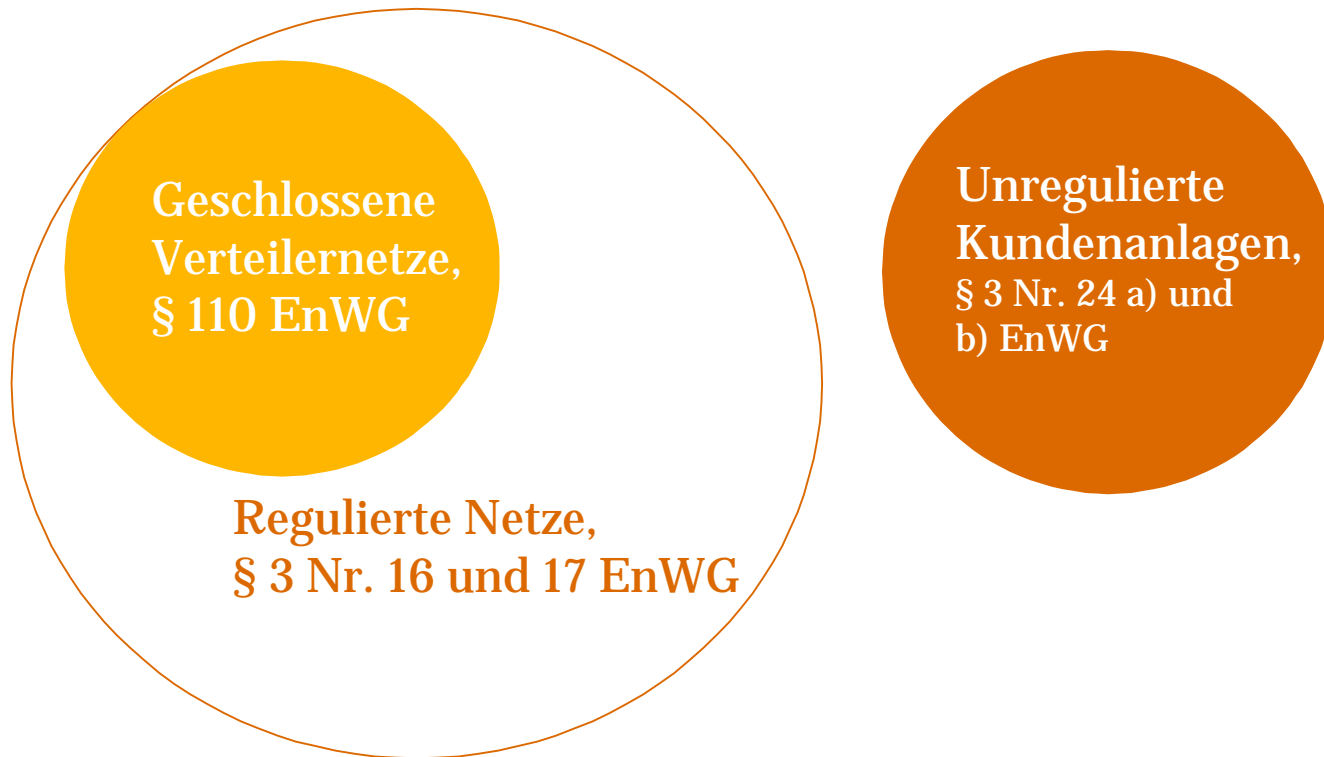 Geschlossene
Verteilernetze,
§ 110 EnWG
Unregulierte
Kundenanlagen,
§ 3 Nr. 24 a) und
b) EnWG
Regulierte Netze,
§ 3 Nr. 16 und 17 EnWG